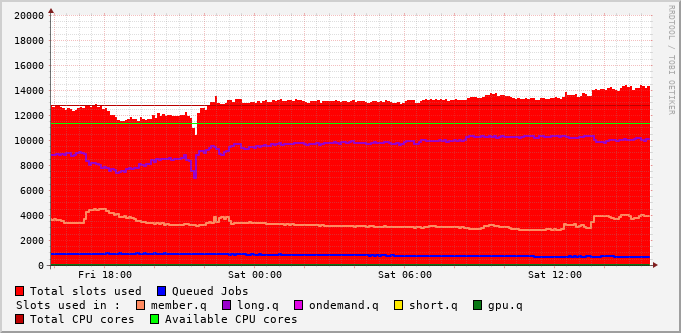 RRDTOOL / TOBI OETIKER
20000
18000
16000
14000
12000
10000
8000
6000
4000
2000
0
Fri 18:00 Sat 00:00 Sat 06:00 Sat 12:00
Total slots used Queued Jobs
Slots used in : member.q long.q ondemand.q short.q gpu.q
Total CPU cores Available CPU cores